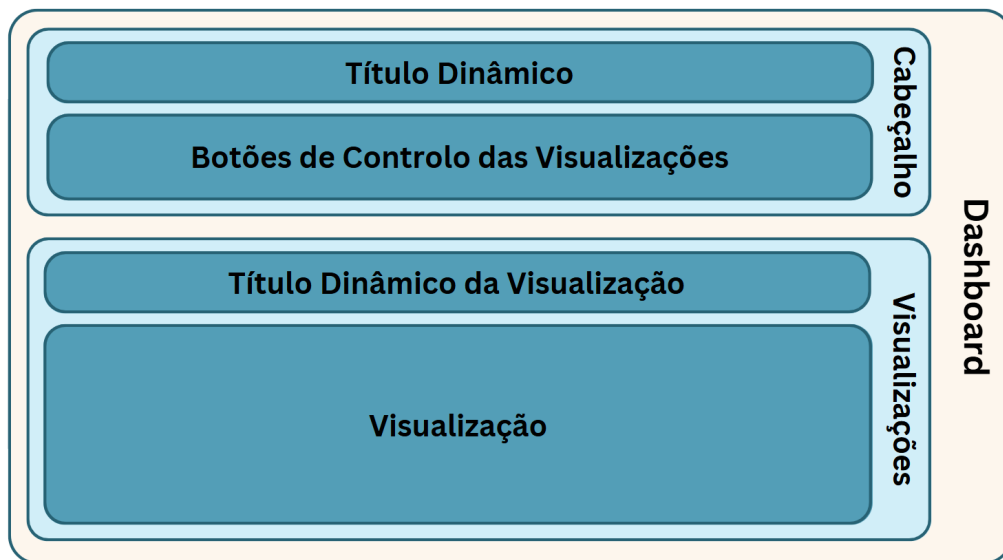 Título Dinâmico
Botões de Controlo das Visualizações
Cabeçalho
Título Dinâmico da Visualização
Visualização
Visualizações
Dashboard